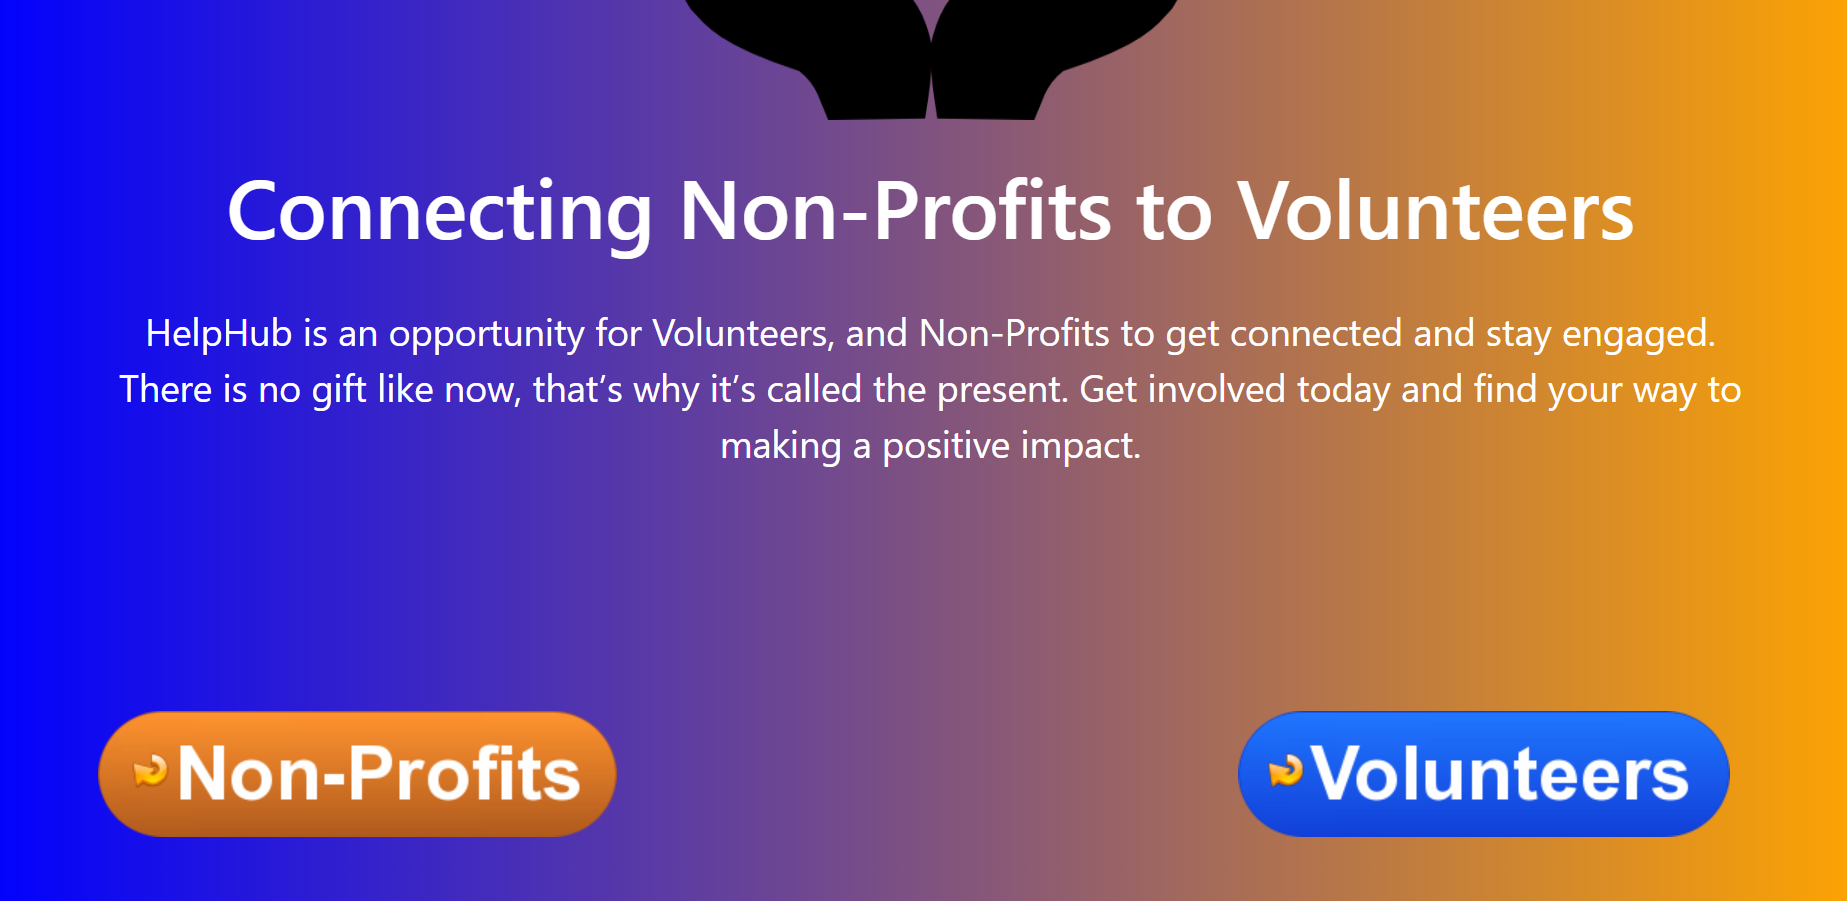 Connecting Non-Profits to Volunteers
HelpHub is an opportunity for Volunteers, and Non-Profits to get connected and stay engaged.
There is no gift like now, that’s why it’s called the present. Get involved today and find your way to
making a positive impact.
Non-Profits
Volunteers